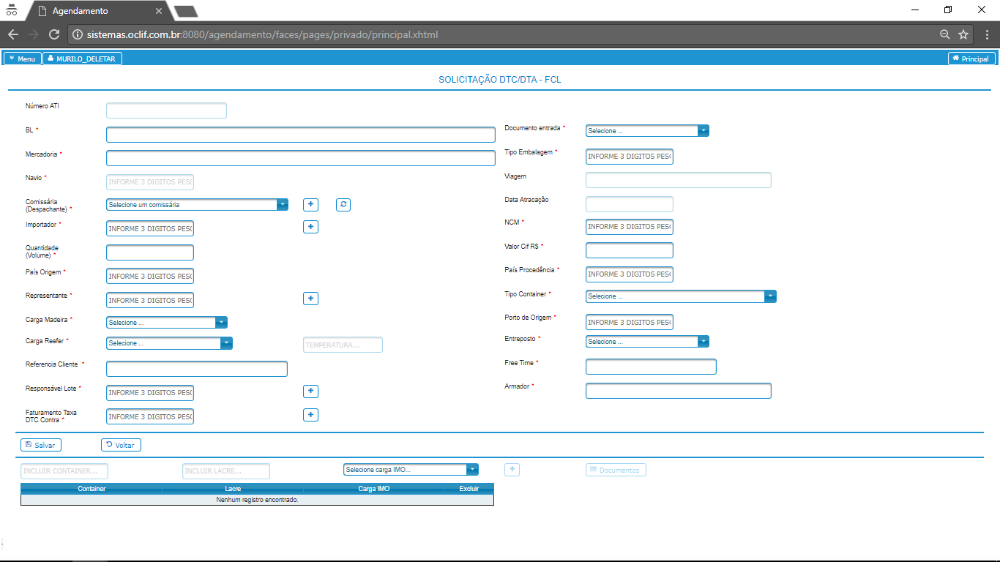 Agendamento
sistemas.oclif.com.br:8080/agendamento/faces/pages/privado/principal.xhtml
Menu MURILO_DELETAR Principal
SOLICITAÇÃO DTC/DTA - FCL
Número ATI
BL * Documento entrada * Selecione ...
Mercadoria * Tipo Embalagem * INFORME 3 DIGITOS PES
Navio * INFORME 3 DIGITOS PES Viagem
Comissária
(Despachante) * Selecione um comissária Data Atracação
Importador * INFORME 3 DIGITOS PES NCM * INFORME 3 DIGITOS PES
Quantidade
(Volume) * Valor Cif R$ *
País Origem * INFORME 3 DIGITOS PES País Procedência * INFORME 3 DIGITOS PES
Representante * INFORME 3 DIGITOS PES Tipo Container * Selecione ...
Carga Madeira * Selecione ... Porto de Origem * INFORME 3 DIGITOS PES
Carga Reefer * Selecione ... TEMPERATURA... Entreposto * Selecione ...
Referencia Cliente * Free Time *
Responsável Lote * INFORME 3 DIGITOS PES Armador *
Faturamento Taxa
DTC Contra * INFORME 3 DIGITOS PES
Salvar Voltar
INCLUIR CONTAINER... INCLUIR LACRE... Selecione carga IMO... Documentos
Container Lacre Carga IMO Excluir
Nenhum registro encontrado.